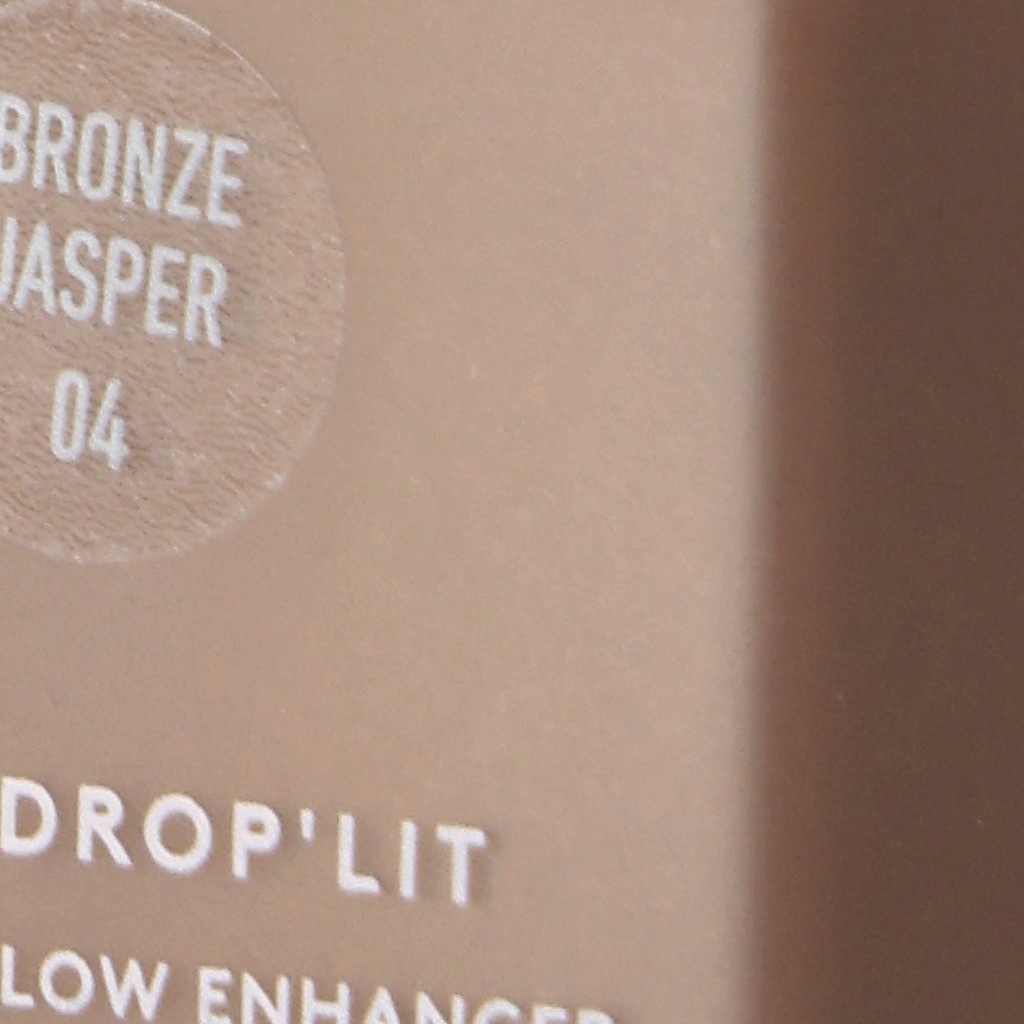 BRONZE
JASPER
04
DROP'LIT
LOW ENHANCER